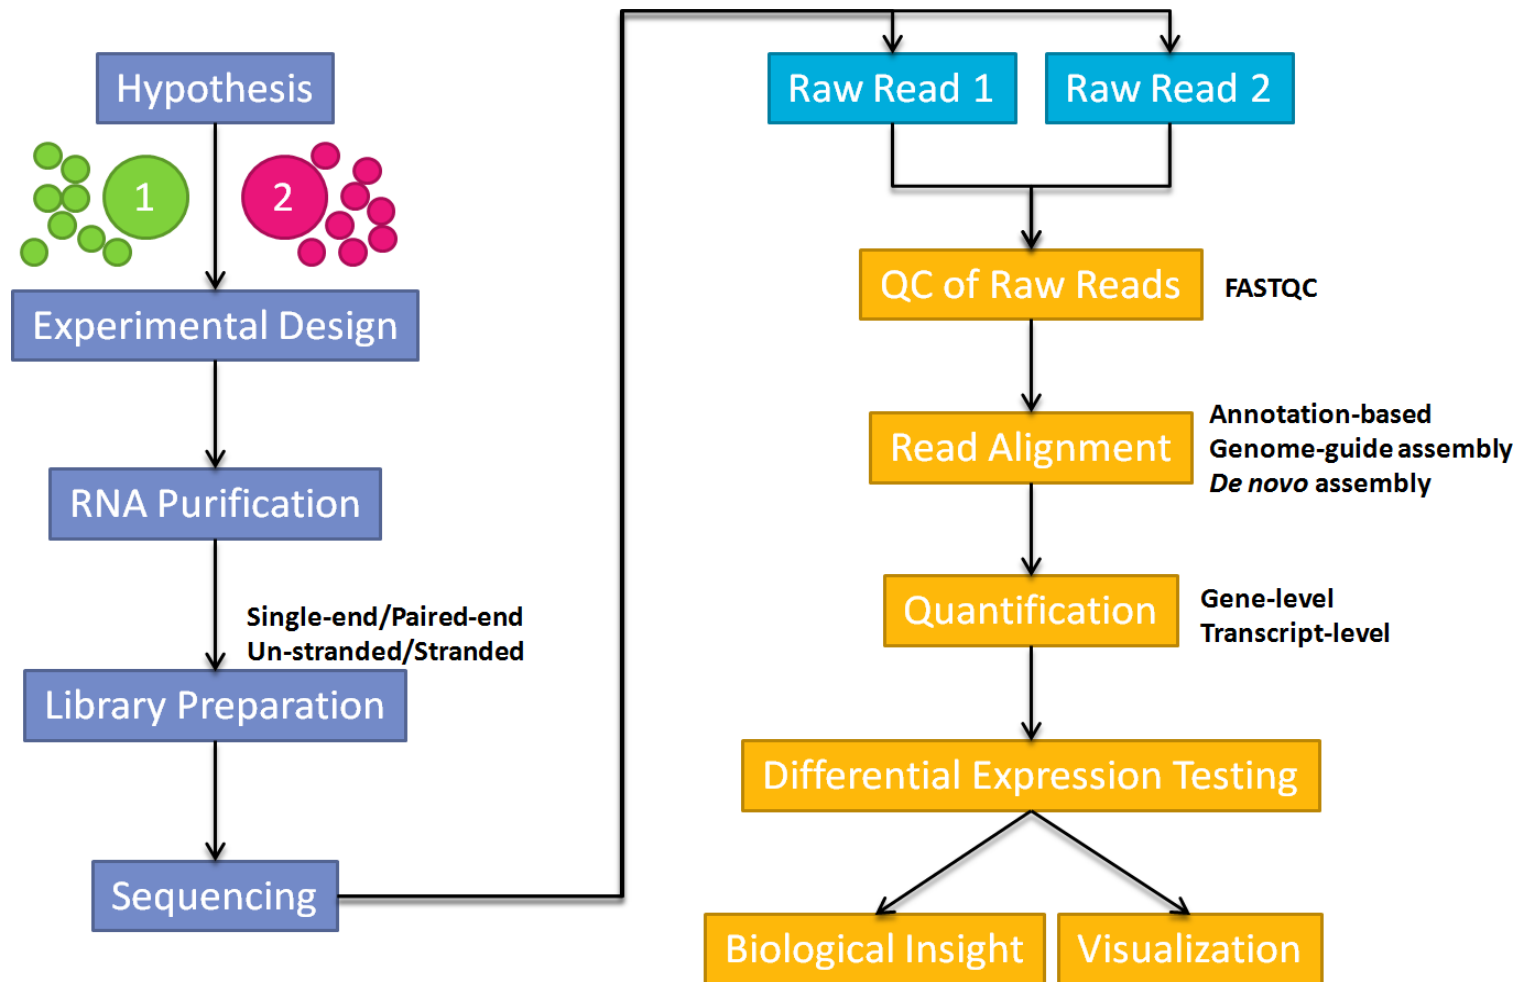 Hypothesis
1
2
Experimental Design
RNA Purification
Single-end/Paired-end
Un-stranded/Stranded
Library Preparation
Sequencing
Raw Read 1
Raw Read 2
QC of Raw Reads
FASTQC
Read Alignment
Annotation-based
Genome-guide assembly
De novo assembly
Quantification
Gene-level
Transcript-level
Differential Expression Testing
Biological Insight
Visualization